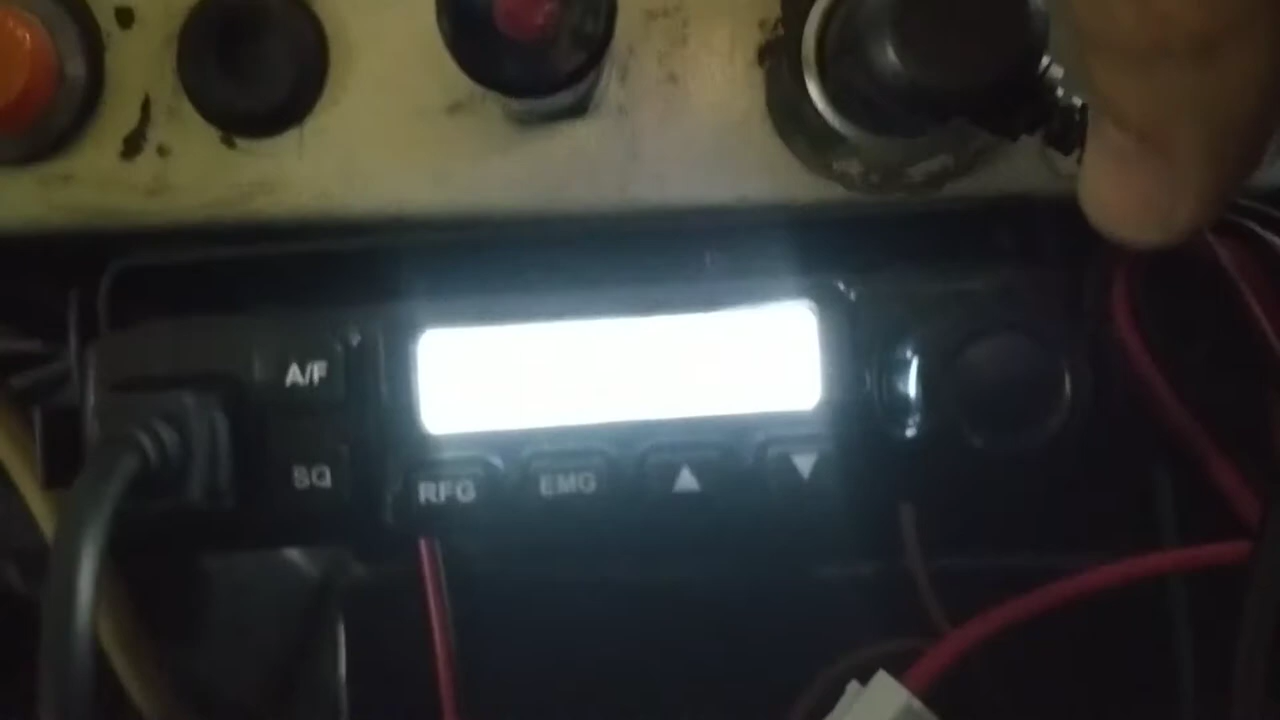 A/F
SQ
RFG EMG ▲ ▼